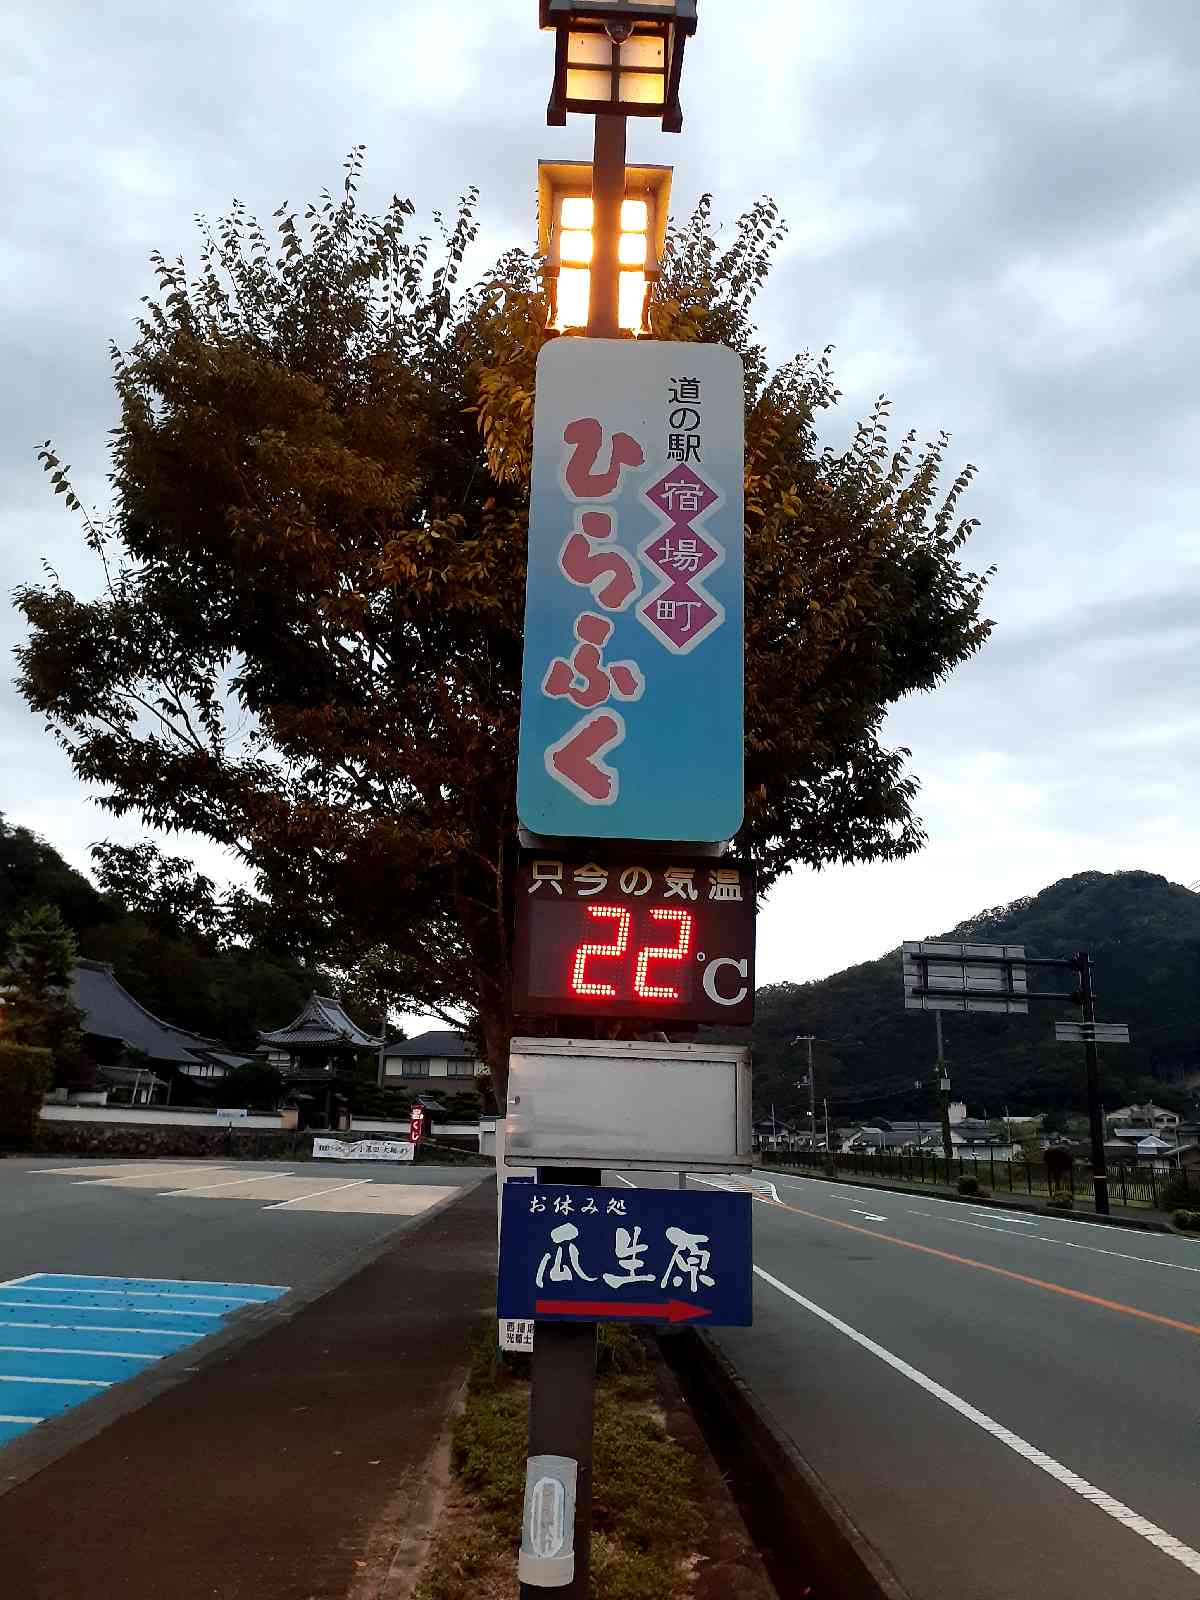 道の駅
宿場町
ひらふく
只今の気温
22℃
お休み処
瓜生原